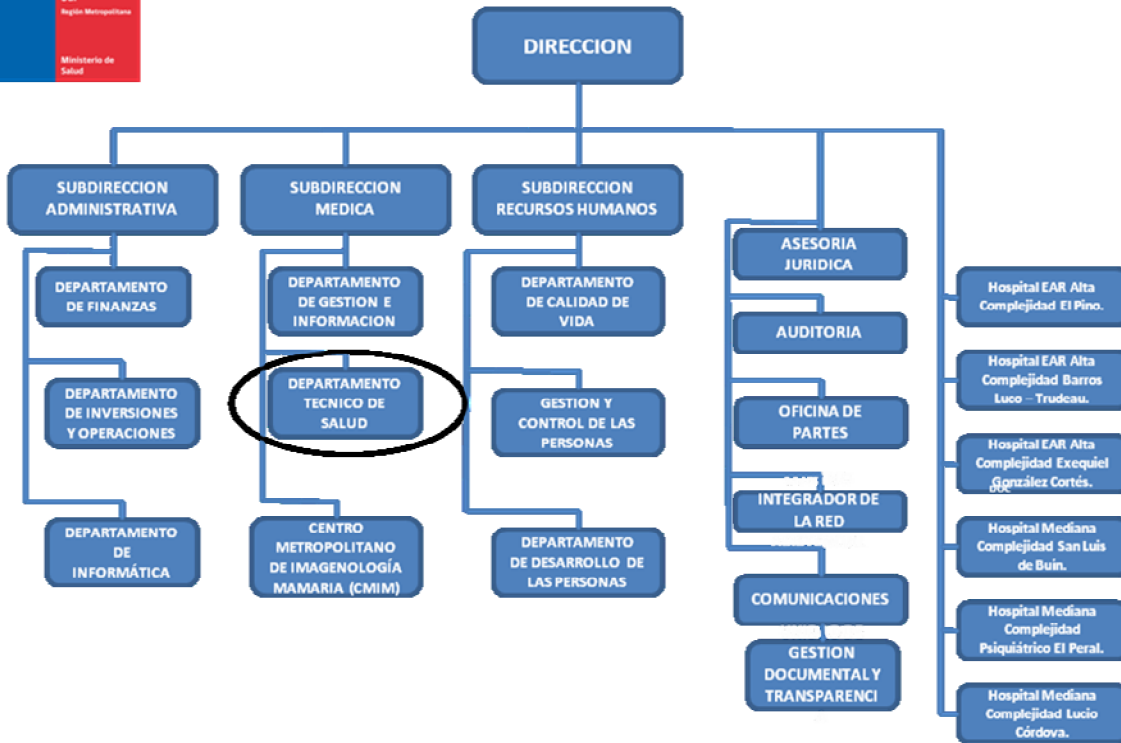 Región Metropolitana
Ministerio de
Salud
DIRECCION
SUBDIRECCION
ADMINISTRATIVA
DEPARTAMENTO
DE FINANZAS
DEPARTAMENTO
DE INVERSIONES
Y OPERACIONES
DEPARTAMENTO
DE
INFORMÁTICA
SUBDIRECCION
MEDICA
DEPARTAMENTO
DE GESTION E
INFORMACION
DEPARTAMENTO
TECNICO DE
SALUD
CENTRO
METROPOLITANO
DE IMAGENOLOGÍA
MAMARIA (CMIM)
SUBDIRECCION
RECURSOS HUMANOS
DEPARTAMENTO
DE CALIDAD DE
VIDA
GESTION Y
CONTROL DE LAS
PERSONAS
DEPARTAMENTO
DE DESARROLLO DE
LAS PERSONAS
ASESORIA
JURIDICA
AUDITORIA
OFICINA DE
PARTES
INTEGRADOR DE
LA RED
COMUNICACIONES
GESTION
DOCUMENTAL Y
TRANSPARENCI
Hospital EAR Alta
Complejidad El Pino.
Hospital EAR Alta
Complejidad Barros
Luco – Trudeau.
Hospital EAR Alta
Complejidad Exequiel
González Cortés.
DOC
Hospital Mediana
Complejidad San Luis
de Buin.
Hospital Mediana
Complejidad
Psiquiátrico El Peral.
Hospital Mediana
Complejidad Lucio
Córdova.